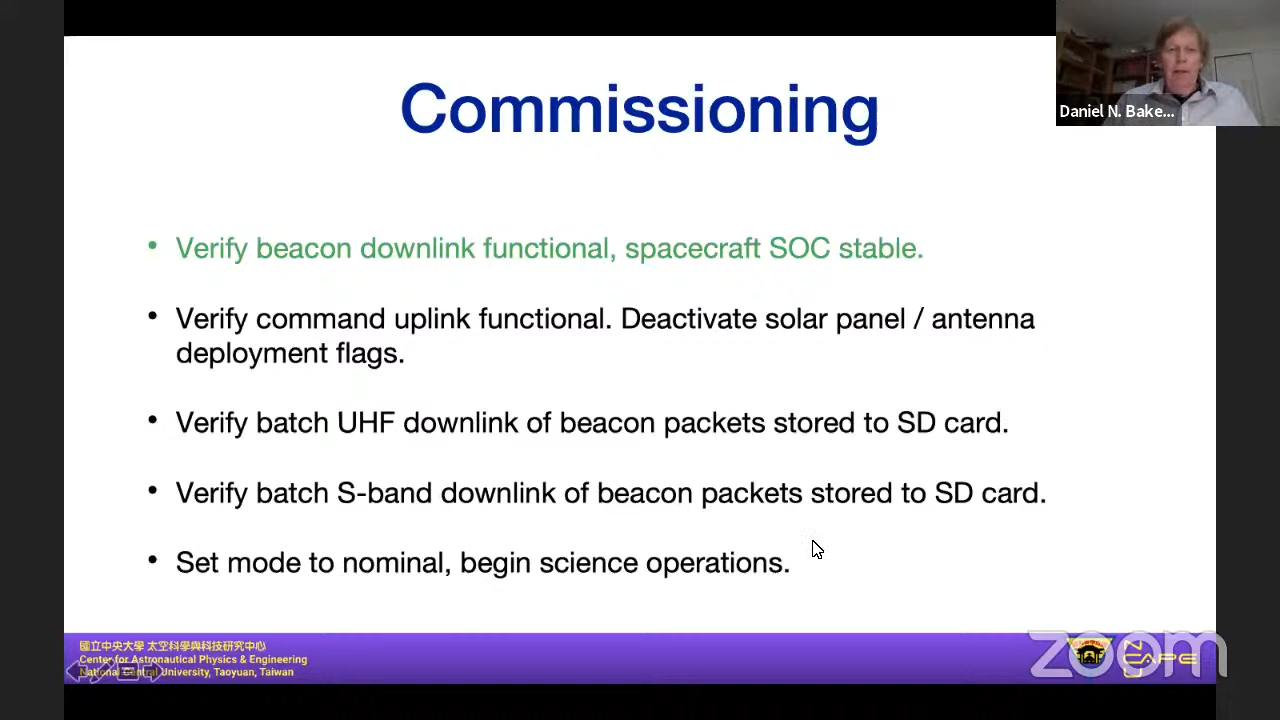 Commissioning
Daniel N. Bake...
• Verify beacon downlink functional, spacecraft SOC stable.
• Verify command uplink functional. Deactivate solar panel / antenna
deployment flags.
• Verify batch UHF downlink of beacon packets stored to SD card.
• Verify batch S-band downlink of beacon packets stored to SD card.
• Set mode to nominal, begin science operations.
國立中央大學 太空科學與科技研究中心
Center for Astronautical Physics & Engineering
National Central University, Taoyuan, Taiwan
zoom
N
CAPE
U